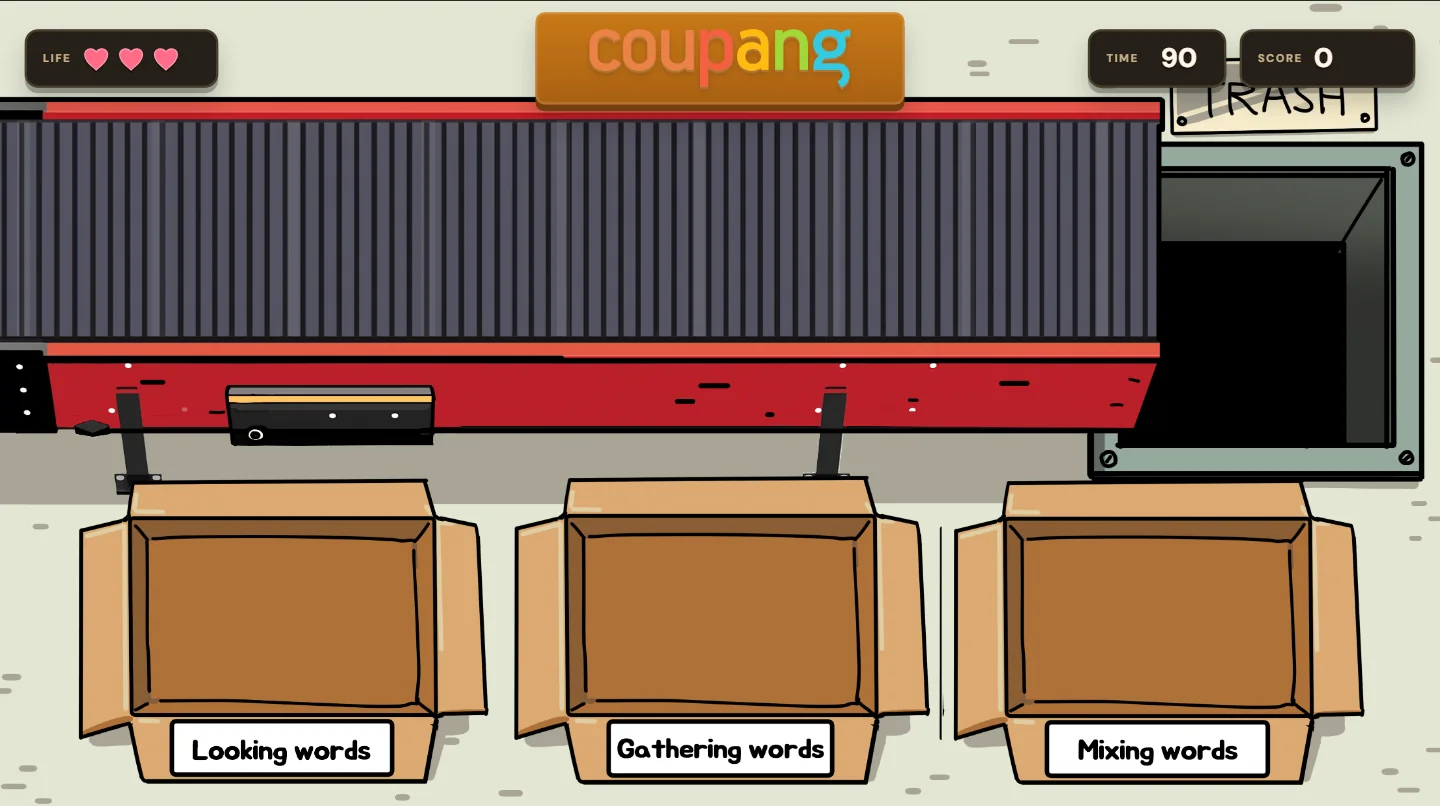 LIFE
coupang
TIME 90
SCORE 0
TRASH
Looking words
Gathering words
Mixing words